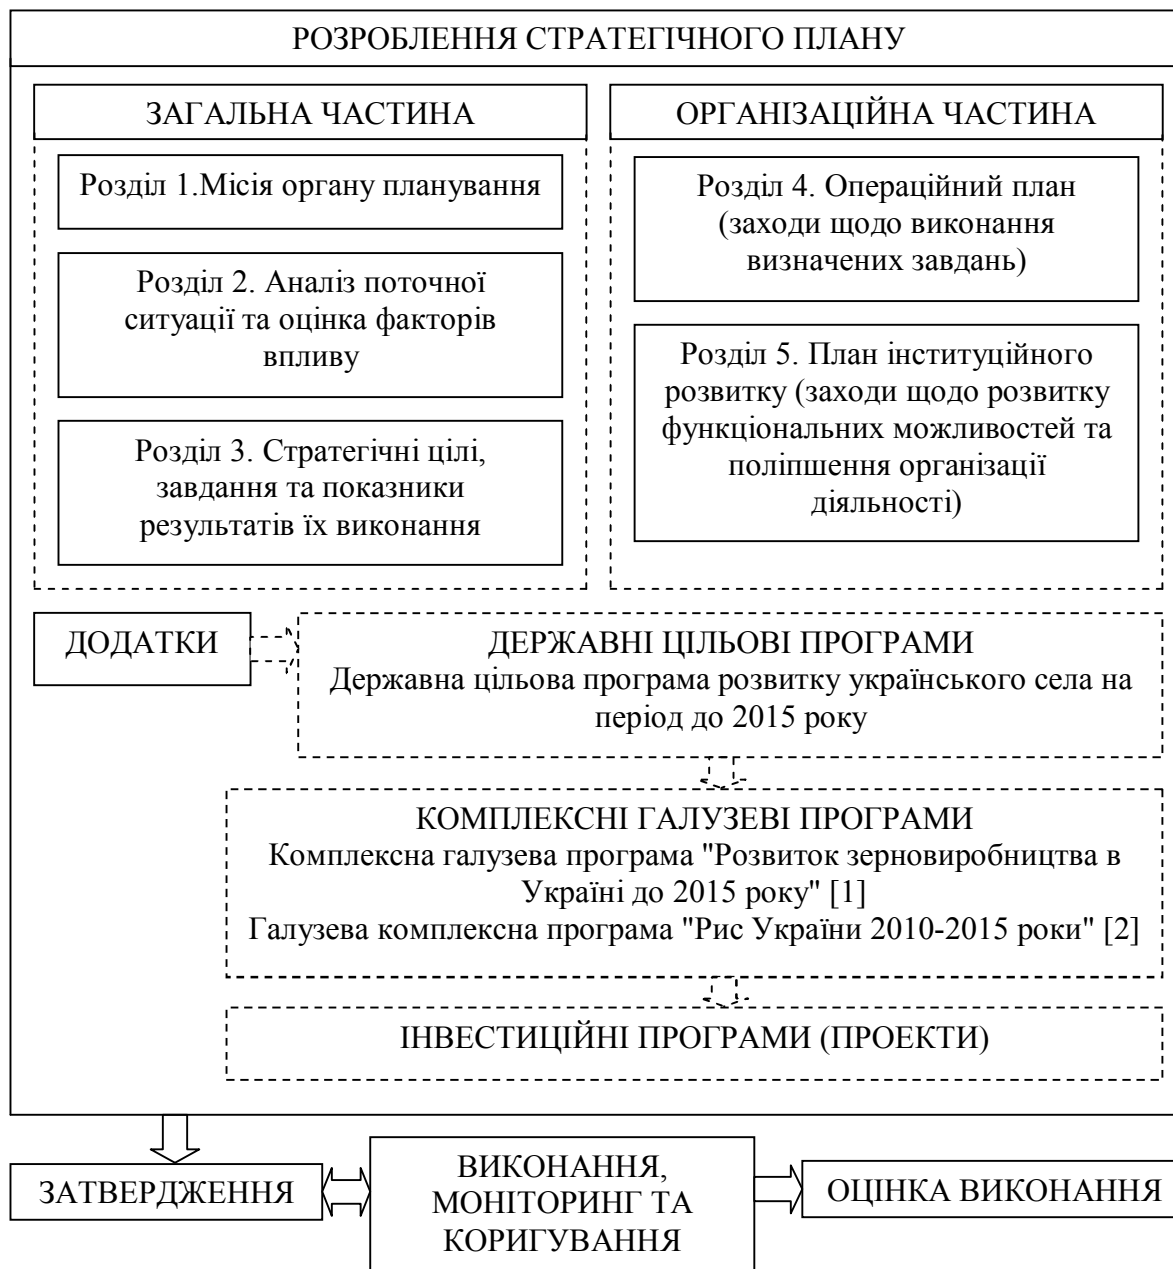 РОЗРОБЛЕННЯ СТРАТЕГІЧНОГО ПЛАНУ
ЗАГАЛЬНА ЧАСТИНА
Розділ 1.Місія органу планування
Розділ 2. Аналіз поточної
ситуації та оцінка факторів
впливу
Розділ 3. Стратегічні цілі,
завдання та показники
результатів їх виконання
ОРГАНІЗАЦІЙНА ЧАСТИНА
Розділ 4. Операційний план
(заходи щодо виконання
визначених завдань)
Розділ 5. План інституційного
розвитку (заходи щодо розвитку
функціональних можливостей та
поліпшення організації
діяльності)
ДОДАТКИ
ДЕРЖАВНІ ЦІЛЬОВІ ПРОГРАМИ
Державна цільова програма розвитку українського села на
період до 2015 року
КОМПЛЕКСНІ ГАЛУЗЕВІ ПРОГРАМИ
Комплексна галузева програма "Розвиток зерновиробництва в
Україні до 2015 року" [1]
Галузева комплексна програма "Рис України 2010-2015 роки" [2]
ІНВЕСТИЦІЙНІ ПРОГРАМИ (ПРОЕКТИ)
ЗАТВЕРДЖЕННЯ
ВИКОНАННЯ,
МОНІТОРИНГ ТА
КОРИГУВАННЯ
ОЦІНКА ВИКОНАННЯ